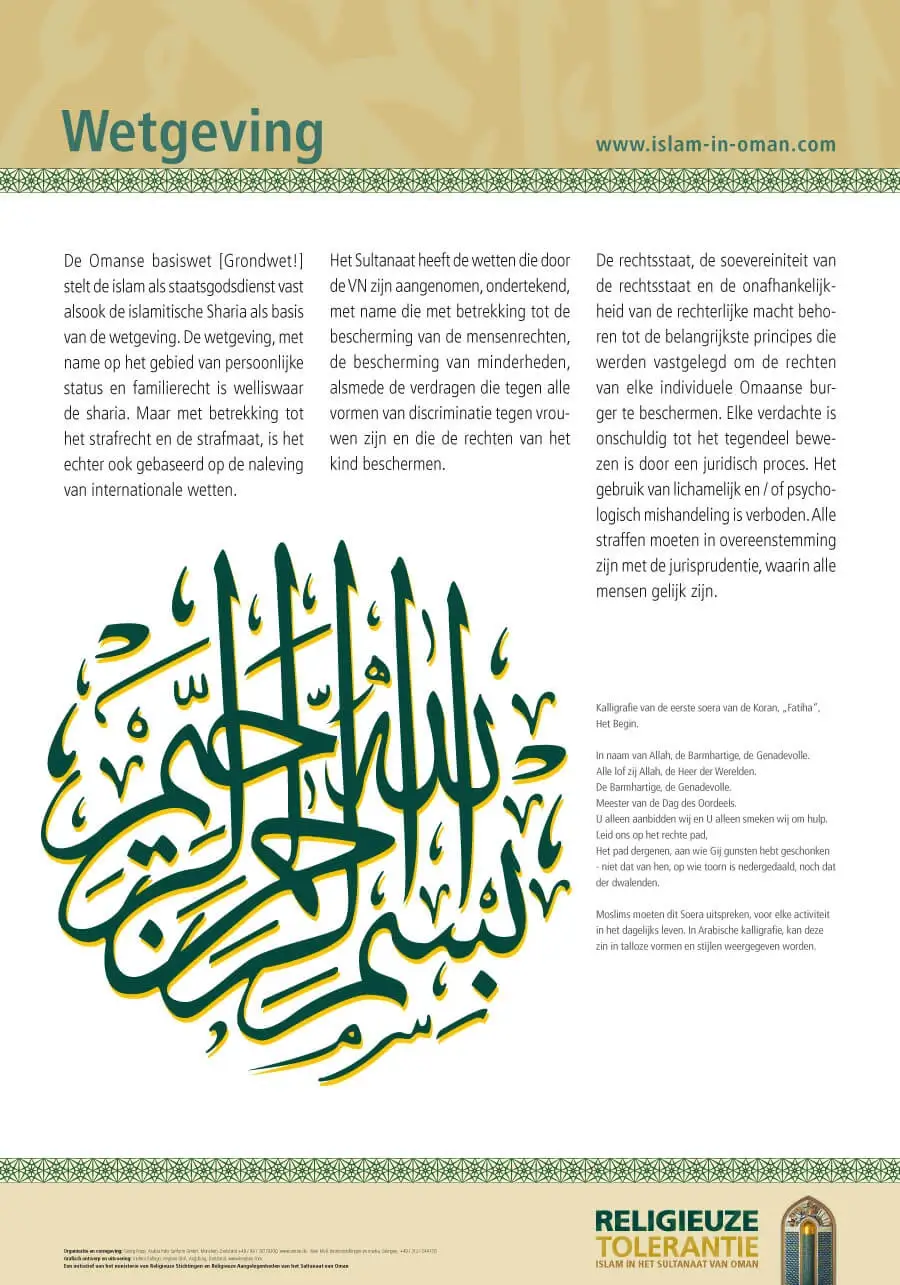 Wetgeving
www.islam-in-oman.com
De Omanse basiswet [Grondwet!]
stelt de islam als staatsgodsdienst vast
alsook de islamitische Sharia als basis
van de wetgeving. De wetgeving, met
name op het gebied van persoonlijke
status en familierecht is welliswaar
de sharia. Maar met betrekking tot
het strafrecht en de strafmaat, is het
echter ook gebaseerd op de naleving
van internationale wetten.
Het Sultanaat heeft de wetten die door
de VN zijn aangenomen, ondertekend,
met name die met betrekking tot de
bescherming van de mensenrechten,
de bescherming van minderheden,
alsmede de verdragen die tegen alle
vormen van discriminatie tegen vrou-
wen zijn en die de rechten van het
kind beschermen.
De rechtsstaat, de soevereiniteit van
de rechtsstaat en de onafhankelijk-
heid van de rechterlijke macht beho-
ren tot de belangrijkste principes die
werden vastgelegd om de rechten
van elke individuele Omaanse bur-
ger te beschermen. Elke verdachte is
onschuldig tot het tegendeel bewe-
zen is door een juridisch proces. Het
gebruik van lichamelijk en / of psycho-
logisch mishandeling is verboden. Alle
straffen moeten in overeenstemming
zijn met de jurisprudentie, waarin alle
mensen gelijk zijn.
بسم الله الرحمن الرحيم
Kalligrafie van de eerste soera van de Koran, „Fatiha“,
Het Begin.
In naam van Allah, de Barmhartige, de Genadevolle.
Alle lof zij Allah, de Heer der Werelden.
De Barmhartige, de Genadevolle.
Meester van de Dag des Oordeels.
U alleen aanbidden wij en U alleen smeken wij om hulp.
Leid ons op het rechte pad,
Het pad dergenen, aan wie Gij gunsten hebt geschonken
- niet dat van hen, op wie toorn is nedergedaald, noch dat
der dwalenden.
Moslims moeten dit Soera uitspreken, voor elke activiteit
in het dagelijks leven. In Arabische kalligrafie, kan deze
zin in talloze vormen en stijlen weergegeven worden.
RELIGIEUZE
TOLERANTIE
ISLAM IN HET SULTANAAT VAN OMAN
Organisatie en vormgeving:
Grafisch ontwerp en uitvoering:
Een initiatief van het ministerie van Religieuze Stichtingen en Religieuze Aangelegenheden van het Sultanaat van Oman